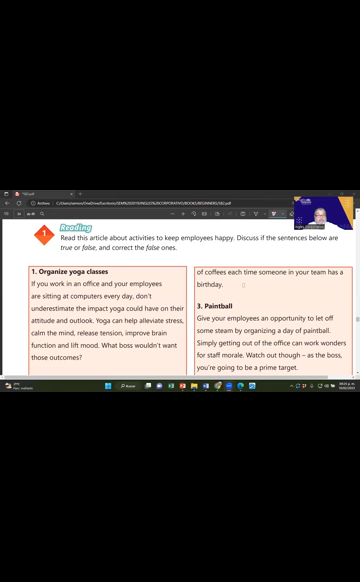 Reading
1
Read this article about activities to keep employees happy. Discuss if the sentences below are
true or false, and correct the false ones.
1. Organize yoga classes
If you work in an office and your employees
are sitting at computers every day, don't
underestimate the impact yoga could have on their
attitude and outlook. Yoga can help alleviate stress,
calm the mind, release tension, improve brain
function and lift mood. What boss wouldn't want
those outcomes?
of coffees each time someone in your team has a
birthday.
3. Paintball
Give your employees an opportunity to let off
some steam by organizing a day of paintball.
Simply getting out of the office can work wonders
for staff morale. Watch out though – as the boss,
you're going to be a prime target.
Buscar